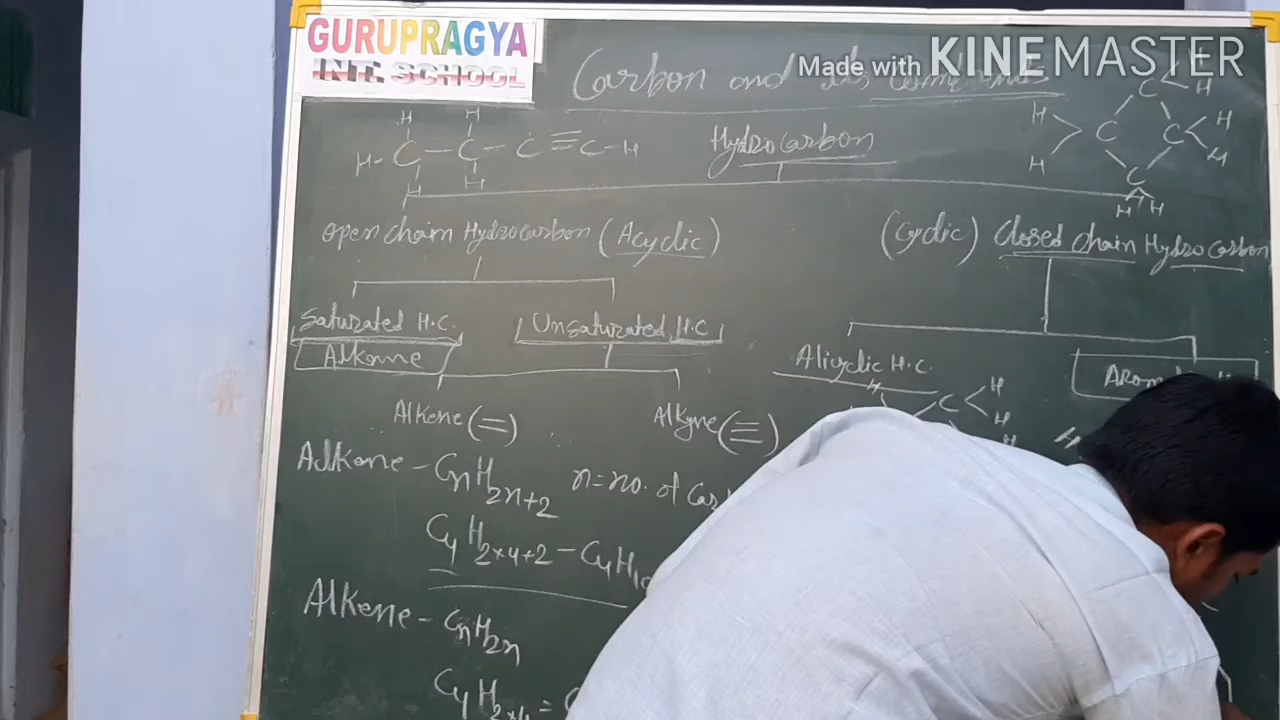 GURUPRAGYA
INT. SCHOOL
Made with KINEMASTER
Carbon and its
H H
H - C - C - C ≡ C - H
H H
Hydrocarbon
H H
C
H C C H
H H
C
H H
open chain Hydrocarbon (Acyclic)
(Cyclic) Closed chain Hydrocarbon
Saturated H.C.
Alkane
Unsaturated H.C
Alicyclic H.C.
Alkene (=)
Alkyne (≡)
H C H
H
H
H
Alkane - CnH2n+2 n = no. of
C4H2×4+2 - C4H10
Alkene - CnH2n
C4H2×4 =